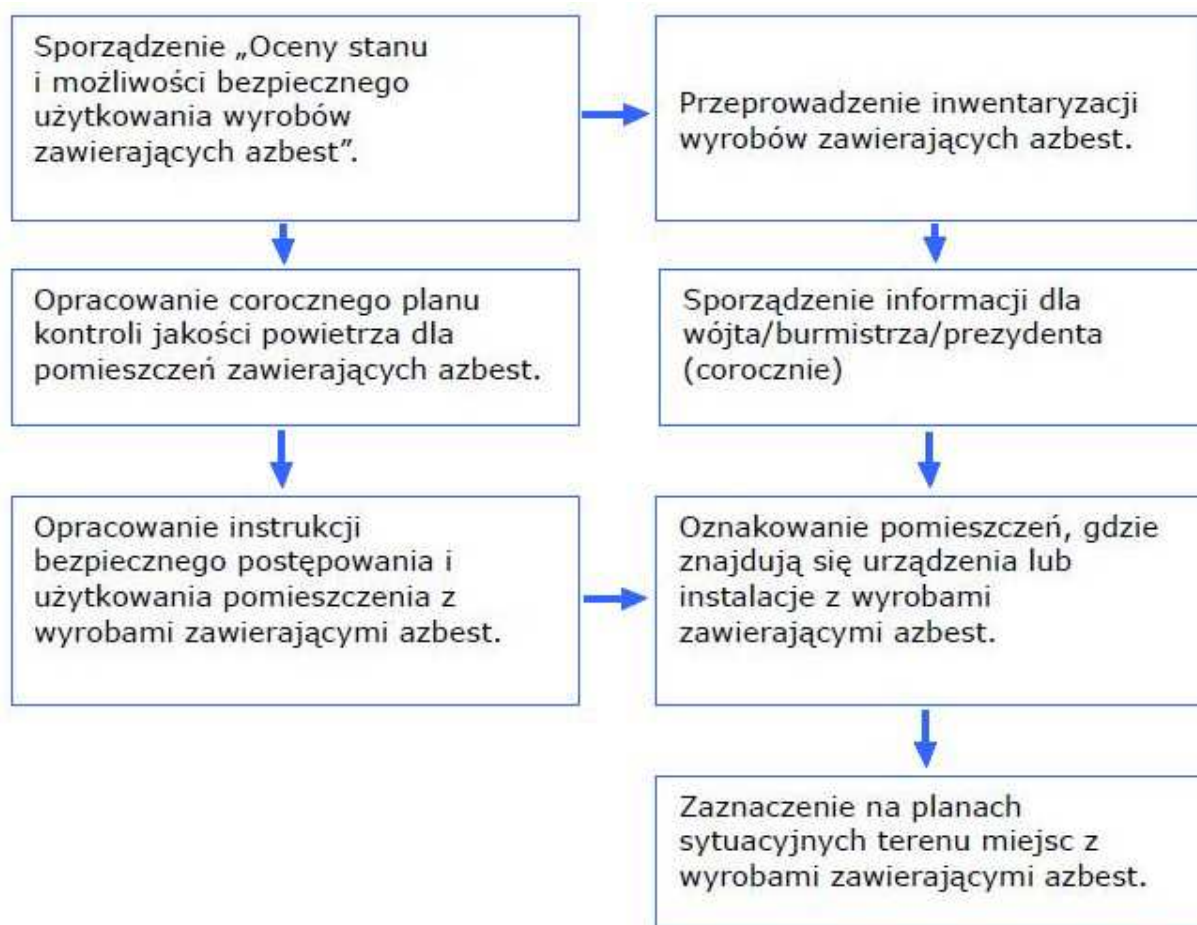 Sporządzenie „Oceny stanu
i możliwości bezpiecznego
użytkowania wyrobów
zawierających azbest”.
Przeprowadzenie inwentaryzacji
wyrobów zawierających azbest.
Opracowanie corocznego planu
kontroli jakości powietrza dla
pomieszczeń zawierających azbest.
Sporządzenie informacji dla
wójta/burmistrza/prezydenta
(corocznie)
Opracowanie instrukcji
bezpiecznego postępowania i
użytkowania pomieszczenia z
wyrobami zawierającymi azbest.
Oznakowanie pomieszczeń, gdzie
znajdują się urządzenia lub
instalacje z wyrobami
zawierającymi azbest.
Zaznaczenie na planach
sytuacyjnych terenu miejsc z
wyrobami zawierającymi azbest.